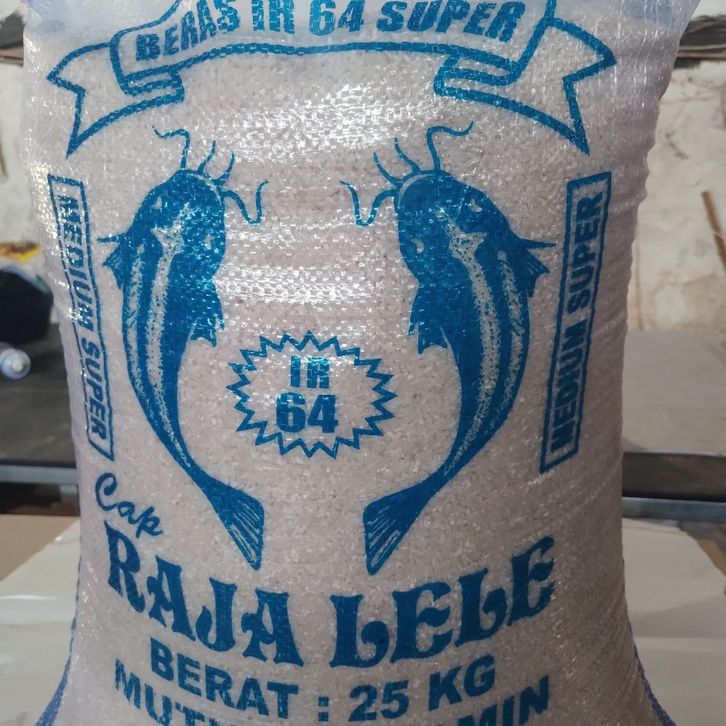 BERAS IR 64 SUPER
MEDIUM SUPER
MEDIUM SUPER
IR
64
Cap
RAJA LELE
BERAT : 25 KG